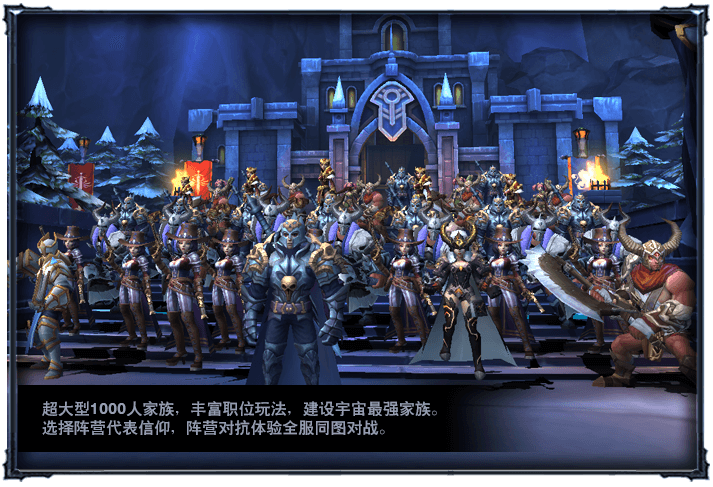 超大型1000人家族，丰富职位玩法，建设宇宙最强家族。
选择阵营代表信仰，阵营对抗体验全服同图对战。